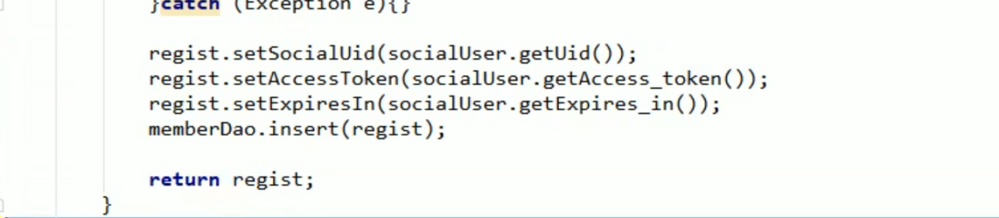 }catch (Exception e){}
regist.setSocialUid(socialUser.getUid());
regist.setAccessToken(socialUser.getAccess_token());
regist.setExpiresIn(socialUser.getExpires_in());
memberDao.insert(regist);
return regist;
}